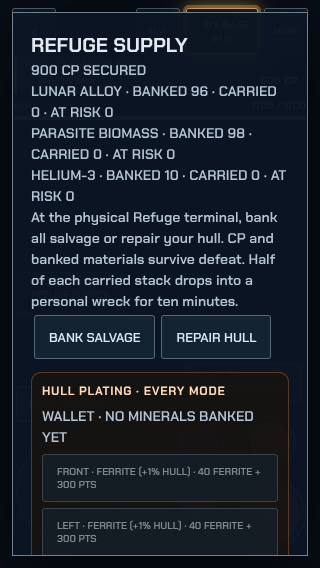 REFUGE SUPPLY
900 CP SECURED
LUNAR ALLOY · BANKED 96 · CARRIED
0 · AT RISK 0
PARASITE BIOMASS · BANKED 98 ·
CARRIED 0 · AT RISK 0
HELIUM-3 · BANKED 10 · CARRIED 0 · AT
RISK 0
At the physical Refuge terminal, bank
all salvage or repair your hull. CP and
banked materials survive defeat. Half
of each carried stack drops into a
personal wreck for ten minutes.
BANK SALVAGE
REPAIR HULL
HULL PLATING · EVERY MODE
WALLET · NO MINERALS BANKED
YET
FRONT · FERRITE (+1% HULL) · 40 FERRITE +
300 PTS
LEFT · FERRITE (+1% HULL) · 40 FERRITE +
300 PTS